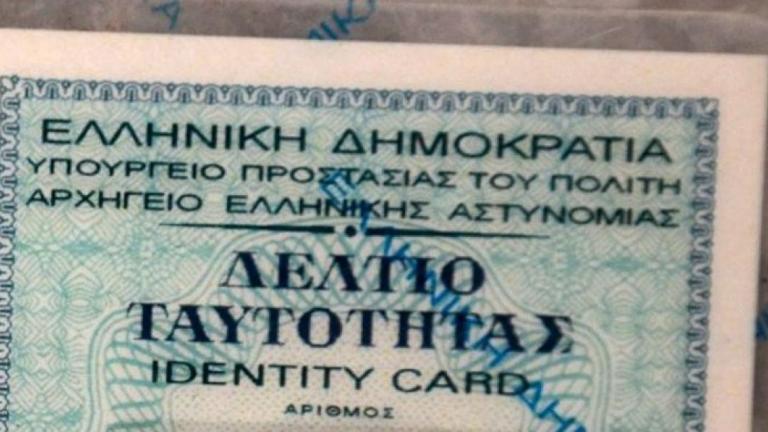 ΕΛΛΗΝΙΚΗ ΔΗΜΟΚΡΑΤΙΑ
ΥΠΟΥΡΓΕΙΟ ΠΡΟΣΤΑΣΙΑΣ ΤΟΥ ΠΟΛΙΤΗ
ΑΡΧΗΓΕΙΟ ΕΛΛΗΝΙΚΗΣ ΑΣΤΥΝΟΜΙΑΣ
ΔΕΛΤΙΟ
ΤΑΥΤΟΤΗΤΑΣ
IDENTITY CARD
ΑΡΙΘΜΟΣ